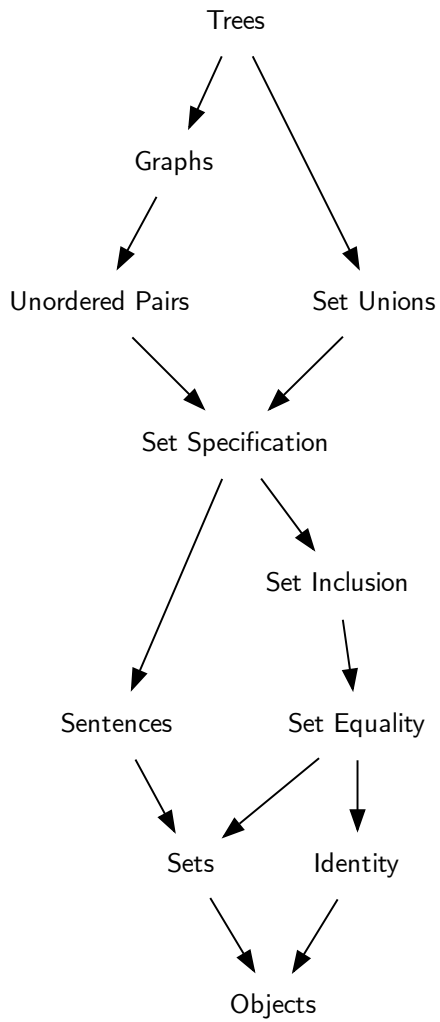 Trees
Graphs
Unordered Pairs
Set Unions
Set Specification
Set Inclusion
Sentences
Set Equality
Sets
Identity
Objects